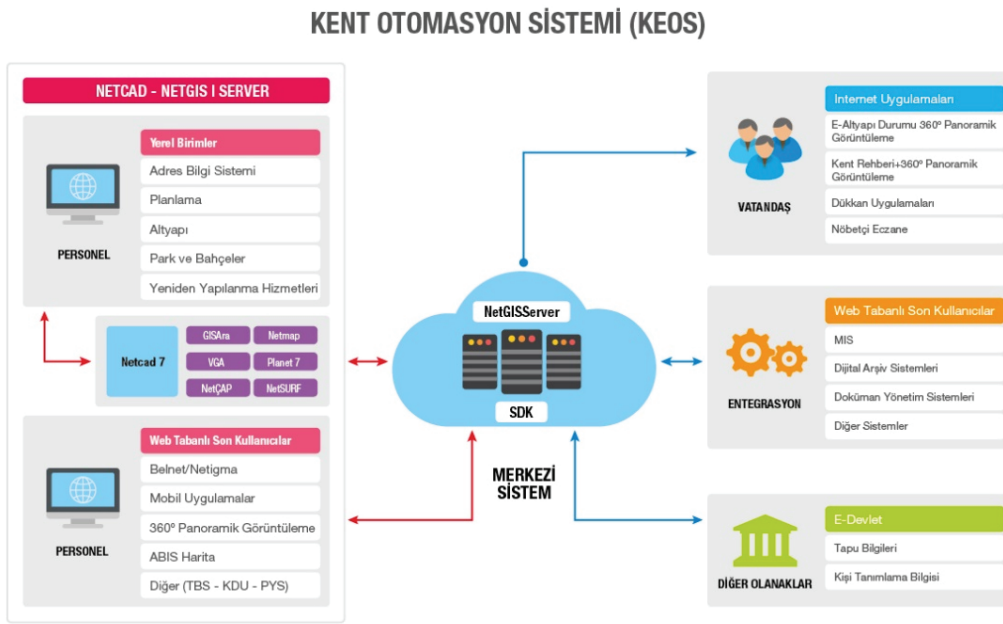 KENT OTOMASYON SİSTEMİ (KEOS)
NETCAD - NETGIS I SERVER
PERSONEL
Yerel Birimler
Adres Bilgi Sistemi
Planlama
Altyapı
Park ve Bahçeler
Yeniden Yapılanma Hizmetleri
Netcad 7
GISAra
Netmap
VGA
Planet 7
NetÇAP
NetSURF
PERSONEL
Web Tabanlı Son Kullanıcılar
Belnet/Netigma
Mobil Uygulamalar
360º Panoramik Görüntüleme
ABIS Harita
Diğer (TBS - KDU - PYS)
NetGISServer
SDK
MERKEZİ
SİSTEM
VATANDAŞ
Internet Uygulamaları
E-Altyapı Durumu 360º Panoramik
Görüntüleme
Kent Rehberi+360º Panoramik
Görüntüleme
Dükkan Uygulamaları
Nöbetçi Eczane
ENTEGRASYON
Web Tabanlı Son Kullanıcılar
MIS
Dijital Arşiv Sistemleri
Doküman Yönetim Sistemleri
Diğer Sistemler
DİĞER OLANAKLAR
E-Devlet
Tapu Bilgileri
Kişi Tanımlama Bilgisi